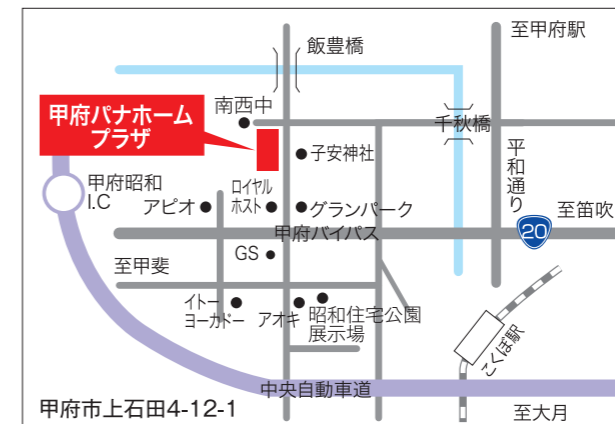 至甲府駅
飯豊橋
南西中
甲府パナホーム
プラザ
千秋橋
子安神社
平和通り
甲府昭和
I.C
アピオ
ロイヤル
ホスト
グランパーク
至笛吹
20
甲府バイパス
GS
至甲斐
イトー
ヨーカドー
アオキ
昭和住宅公園
展示場
こくぼ駅
中央自動車道
甲府市上石田4-12-1
至大月